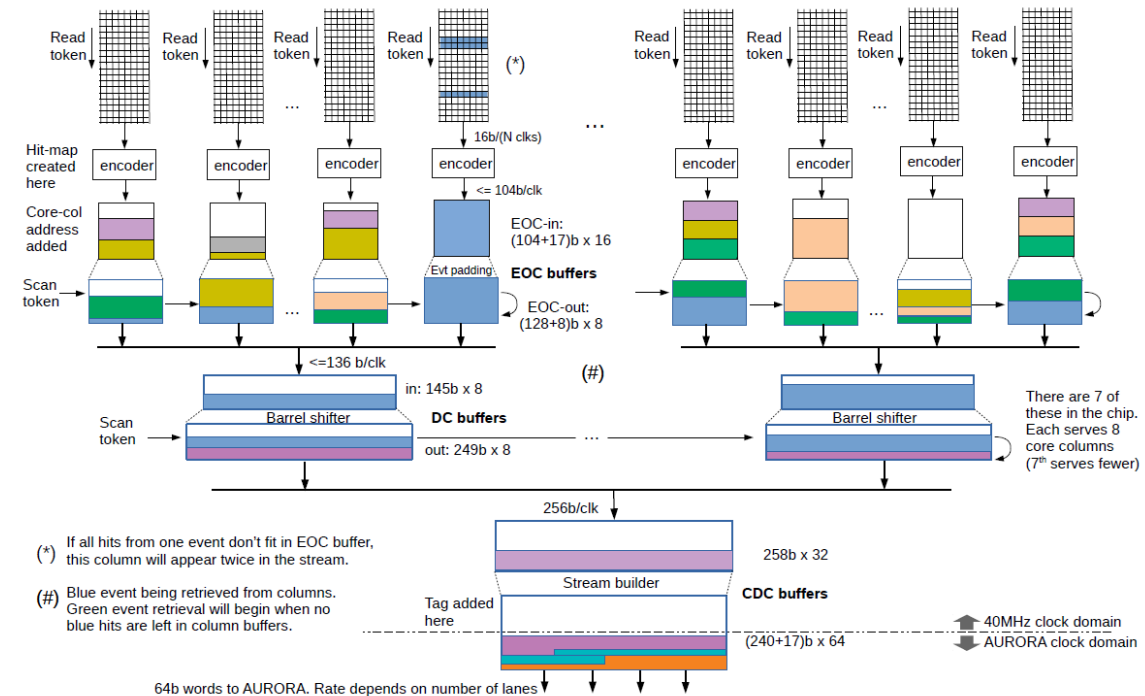 Read
token
Read
token
Read
token
Read
token
(*)
Read
token
Read
token
Read
token
Read
token
...
...
...
16b/(N clks)
Hit-map
created
here
encoder
encoder
encoder
encoder
encoder
encoder
encoder
encoder
<= 104b/clk
Core-col
address
added
EOC-in:
(104+17)b x 16
Evt padding
EOC buffers
Scan
token
...
EOC-out:
(128+8)b x 8
...
<=136 b/clk
(#)
in: 145b x 8
Barrel shifter
DC buffers
Barrel shifter
Scan
token
out: 249b x 8
...
There are 7 of
these in the chip.
Each serves 8
core columns
(7th serves fewer)
256b/clk
(*) If all hits from one event don't fit in EOC buffer,
this column will appear twice in the stream.
258b x 32
Stream builder
(#) Blue event being retrieved from columns.
Green event retrieval will begin when no
blue hits are left in column buffers.
CDC buffers
Tag added
here
40MHz clock domain
(240+17)b x 64
AURORA clock domain
64b words to AURORA. Rate depends on number of lanes